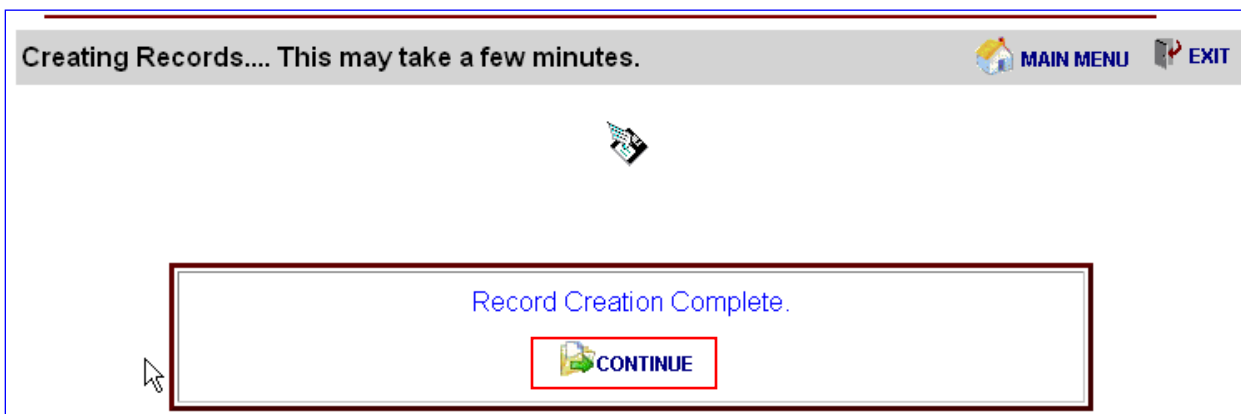 Creating Records.... This may take a few minutes. MAIN MENU EXIT
Record Creation Complete.
CONTINUE